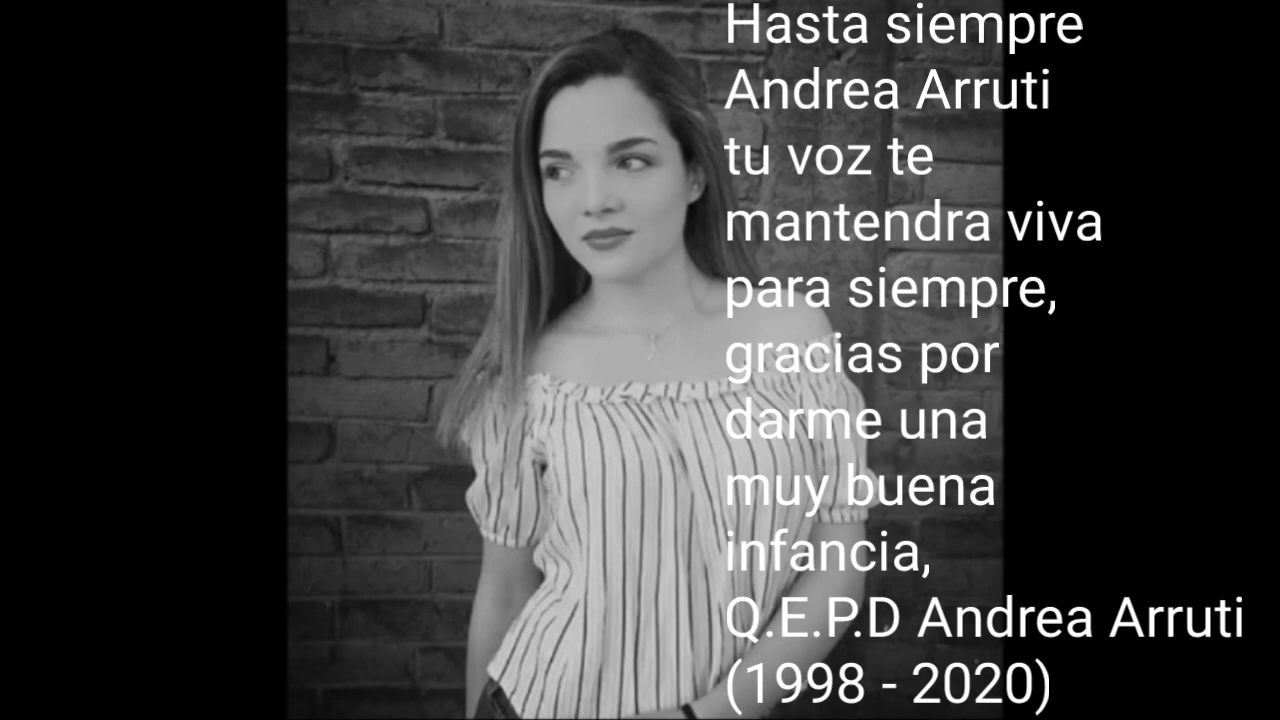 Hasta siempre
Andrea Arruti
tu voz te
mantendra viva
para siempre,
gracias por
darme una
muy buena
infancia,
Q.E.P.D Andrea Arruti
(1998 - 2020)